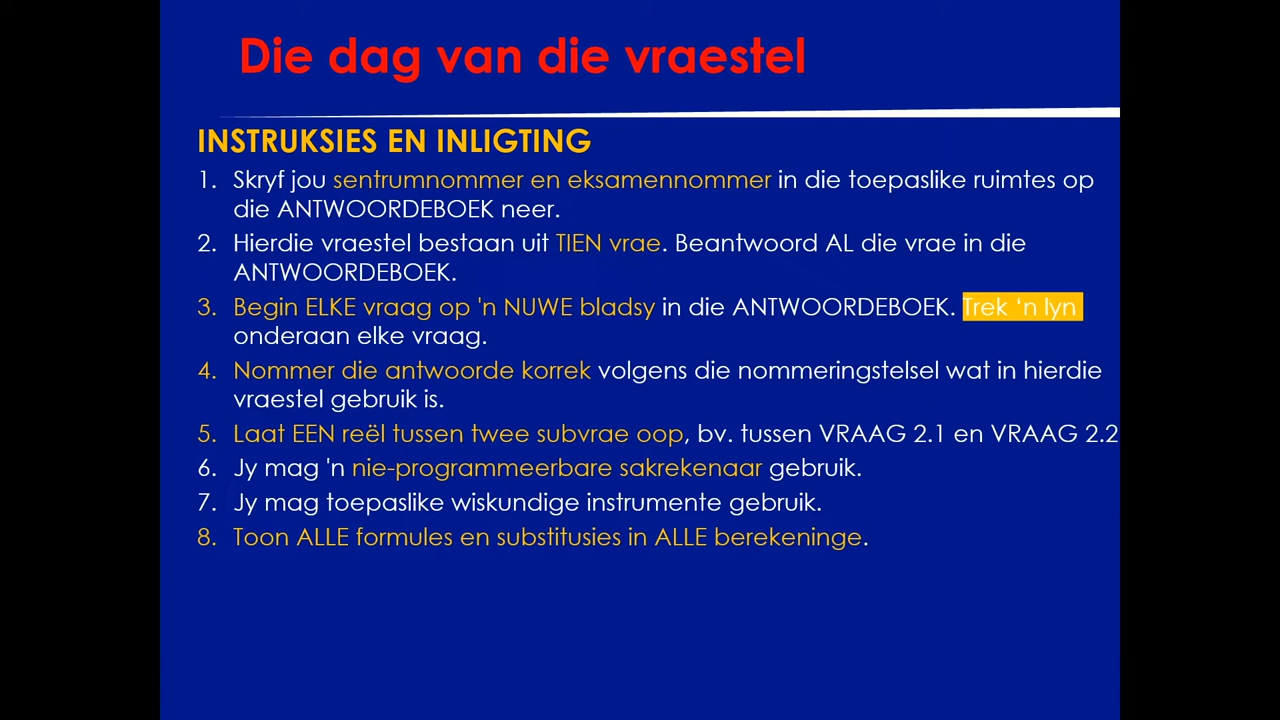 Die dag van die vraestel
INSTRUKSIES EN INLIGTING
1. Skryf jou sentrumnommer en eksamennommer in die toepaslike ruimtes op
die ANTWOORDEBOEK neer.
2. Hierdie vraestel bestaan uit TIEN vrae. Beantwoord AL die vrae in die
ANTWOORDEBOEK.
3. Begin ELKE vraag op 'n NUWE bladsy in die ANTWOORDEBOEK. Trek ‘n lyn
onderaan elke vraag.
4. Nommer die antwoorde korrek volgens die nommeringstelsel wat in hierdie
vraestel gebruik is.
5. Laat EEN reël tussen twee subvrae oop, bv. tussen VRAAG 2.1 en VRAAG 2.2
6. Jy mag 'n nie-programmeerbare sakrekenaar gebruik.
7. Jy mag toepaslike wiskundige instrumente gebruik.
8. Toon ALLE formules en substitusies in ALLE berekeninge.